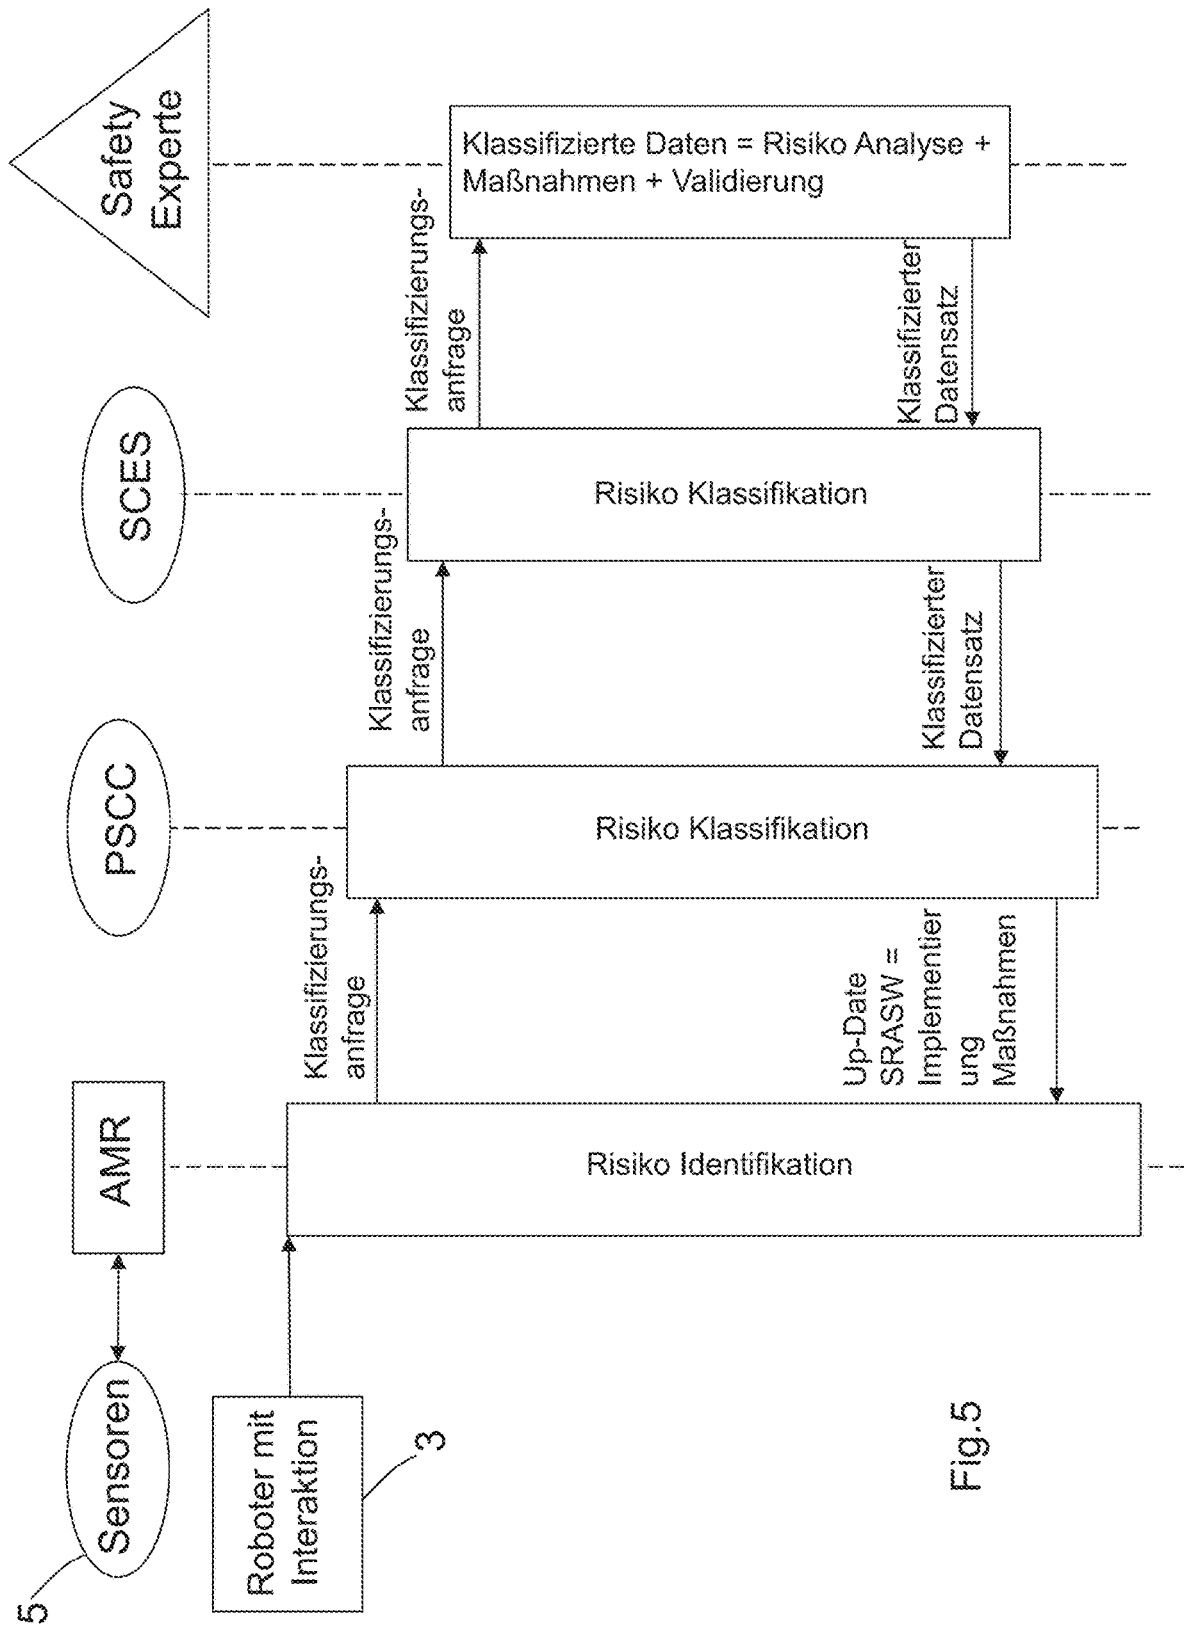 5
Sensoren
AMR
PSCC
SCES
Safety
Experte
Roboter mit
Interaktion
3
Klassifizierungs-
anfrage
Klassifizierungs-
anfrage
Klassifizierungs-
anfrage
Risiko Identifikation
Risiko Klassifikation
Risiko Klassifikation
Klassifizierte Daten = Risiko Analyse +
Maßnahmen + Validierung
Up-Date
SRASW =
Implementier
ung
Maßnahmen
Klassifizierter
Datensatz
Klassifizierter
Datensatz
Fig.5